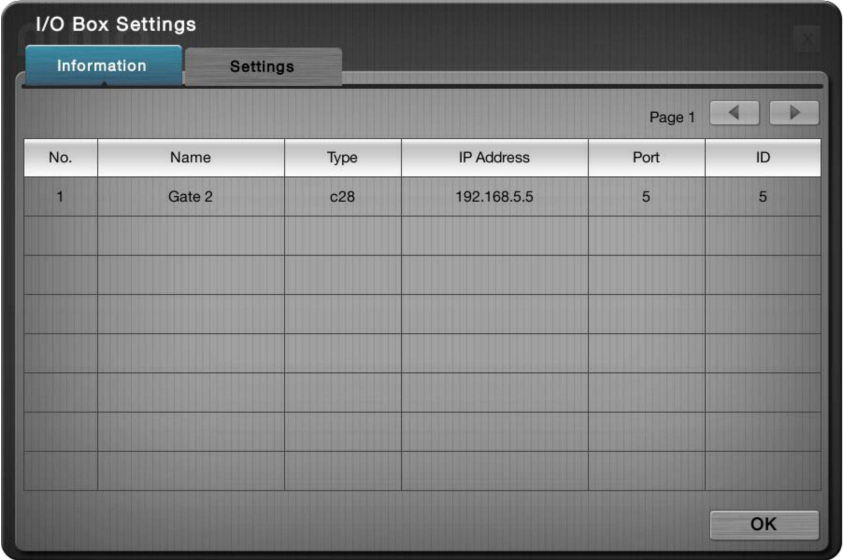 I/O Box Settings
Information Settings
Page 1
No. Name Type IP Address Port ID
1 Gate 2 c28 192.168.5.5 5 5
OK